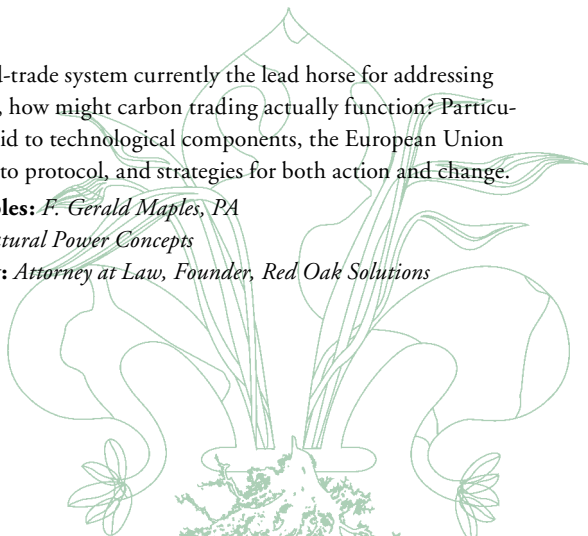 l-trade system currently the lead horse for addressing
, how might carbon trading actually function? Particu-
id to technological components, the European Union
to protocol, and strategies for both action and change.
les: F. Gerald Maples, PA
tural Power Concepts
: Attorney at Law, Founder, Red Oak Solutions